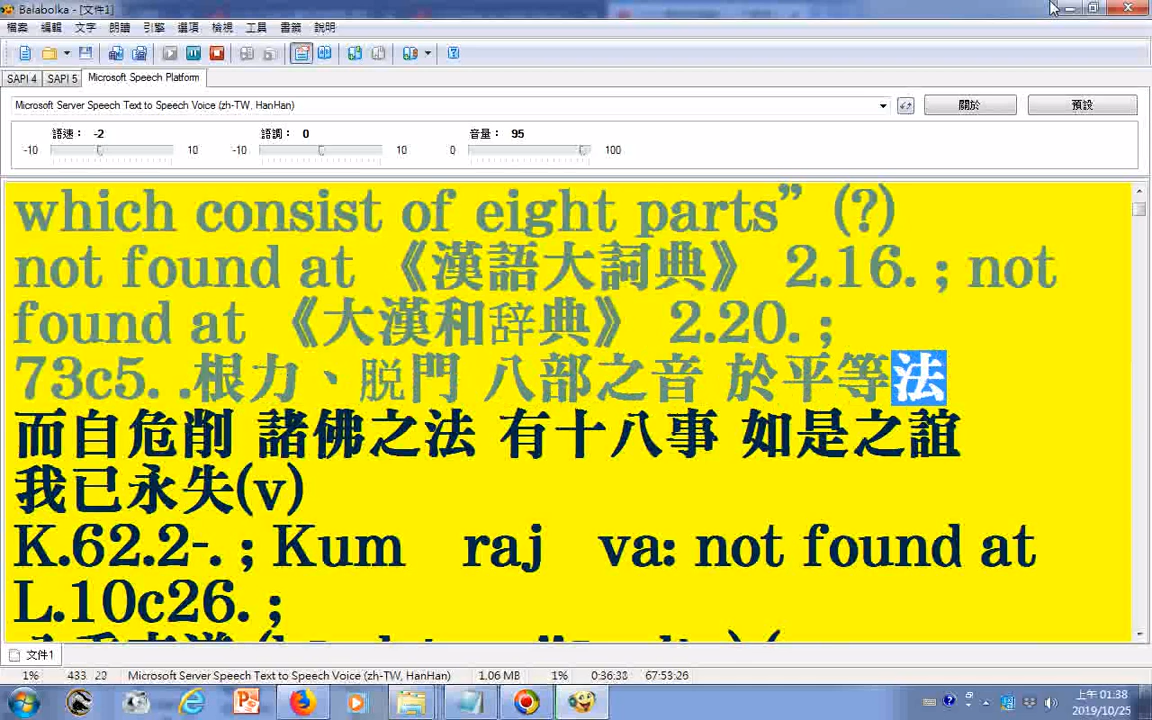 Balabolka - [文件1]
檔案 編輯 文字 朗讀 引擎 選項 檢視 工具 書籤 說明
SAPI 4 SAPI 5 Microsoft Speech Platform
Microsoft Server Speech Text to Speech Voice (zh-TW, HanHan) 關於 預設
語速： -2 語調： 0 音量： 95
-10 10 -10 10 0 100
which consist of eight parts” (?)
not found at 《漢語大詞典》 2.16. ; not
found at 《大漢和辞典》 2.20. ;
73c5. .根力、脱門 八部之音 於平等法
而自危削 諸佛之法 有十八事 如是之誼
我已永失(v)
K.62.2-. ; Kum raj va: not found at
L.10c26. ;
文件1
1% 433 : 23 Microsoft Server Speech Text to Speech Voice (zh-TW, HanHan) 1.06 MB 1% 0:36:38 67:53:26
上午 01:38
2019/10/25